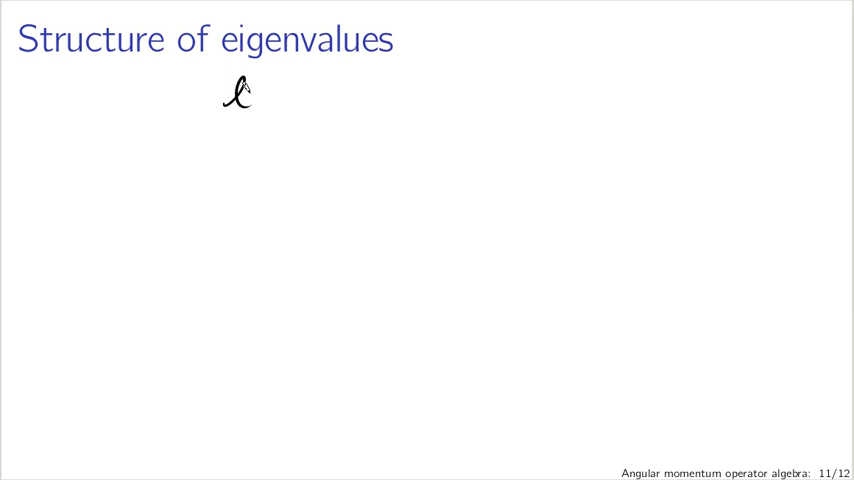 Structure of eigenvalues
ℓ
Angular momentum operator algebra: 11/12